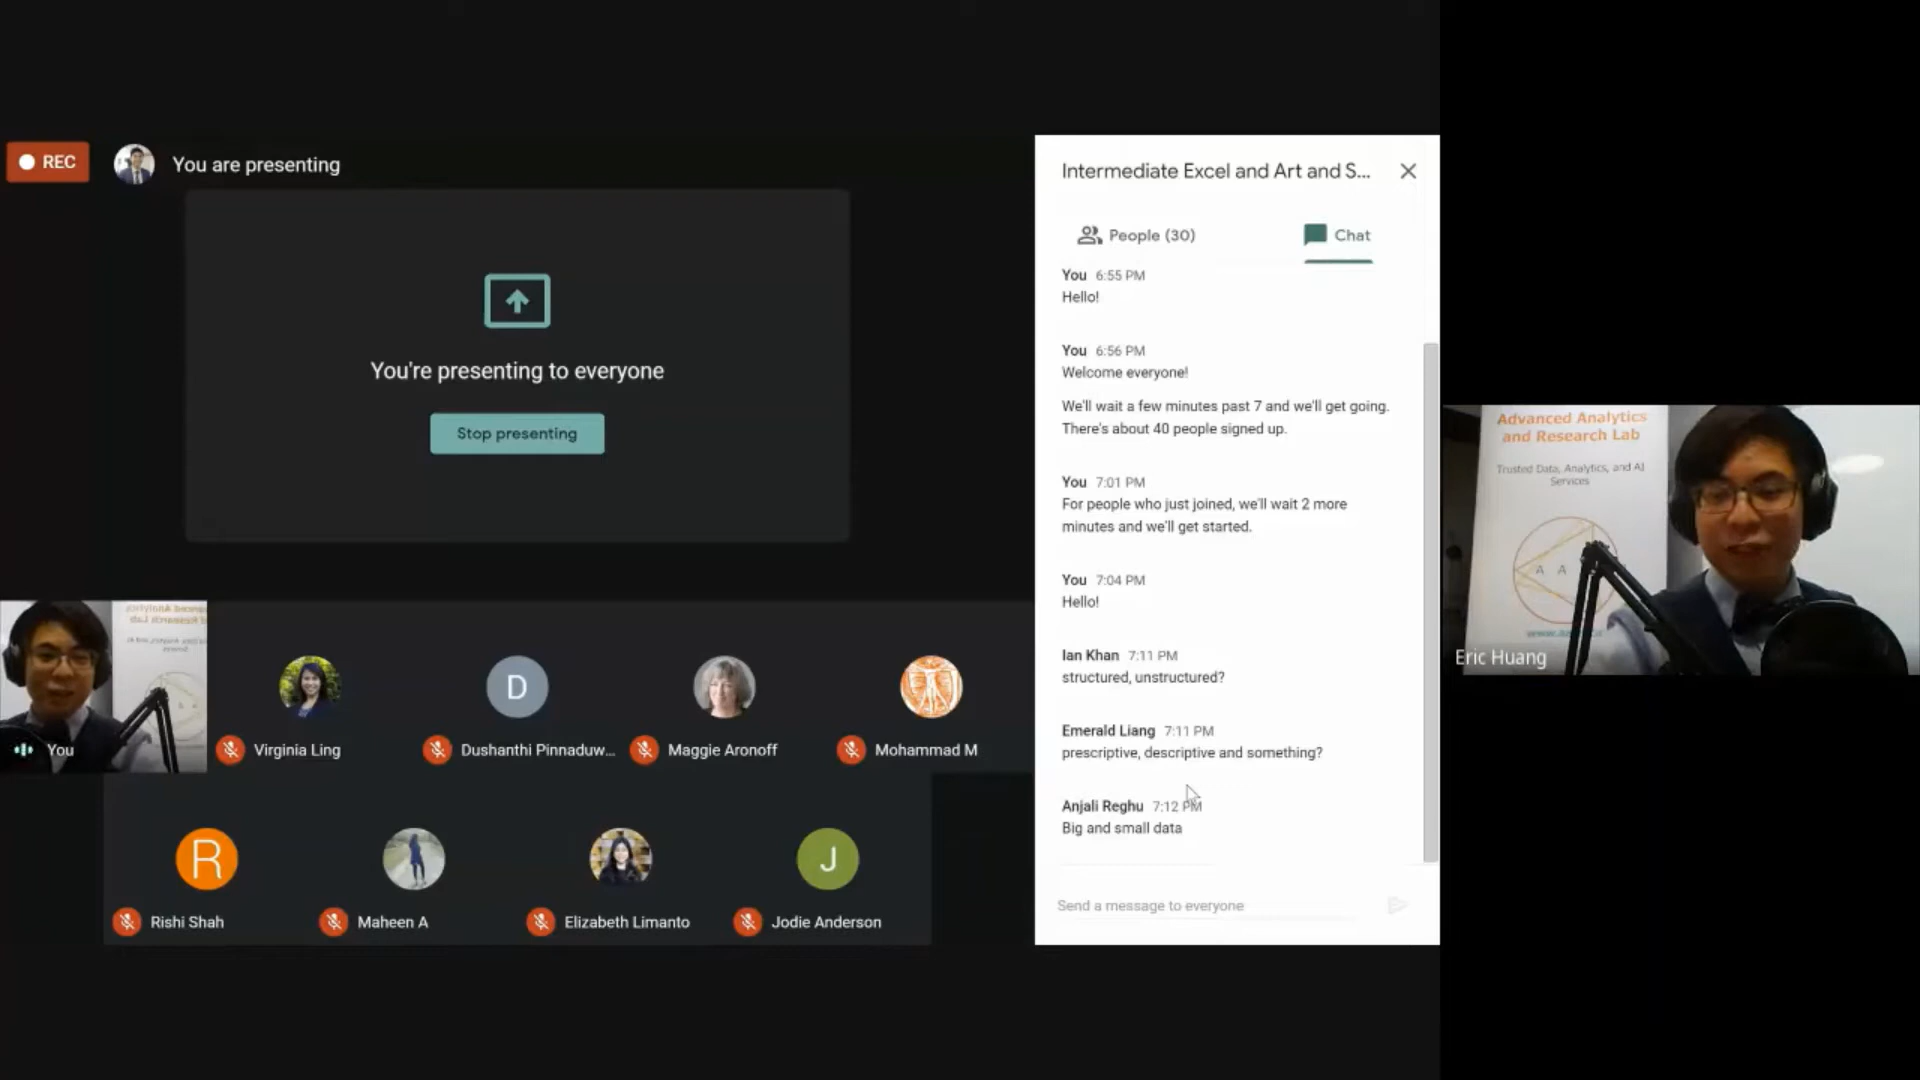 REC
You are presenting
You're presenting to everyone
Stop presenting
You
Virginia Ling
D
Dushanthi Pinnaduw...
Maggie Aronoff
Mohammad M
R
Rishi Shah
Maheen A
Elizabeth Limanto
J
Jodie Anderson
Intermediate Excel and Art and S...
People (30)
Chat
You 6:55 PM
Hello!
You 6:56 PM
Welcome everyone!
We'll wait a few minutes past 7 and we'll get going.
There's about 40 people signed up.
You 7:01 PM
For people who just joined, we'll wait 2 more
minutes and we'll get started.
You 7:04 PM
Hello!
Ian Khan 7:11 PM
structured, unstructured?
Emerald Liang 7:11 PM
prescriptive, descriptive and something?
Anjali Reghu 7:12 PM
Big and small data
Send a message to everyone
Advanced Analytics
and Research Lab
Trusted Data, Analytics, and AI
Services
A A
Eric Huang